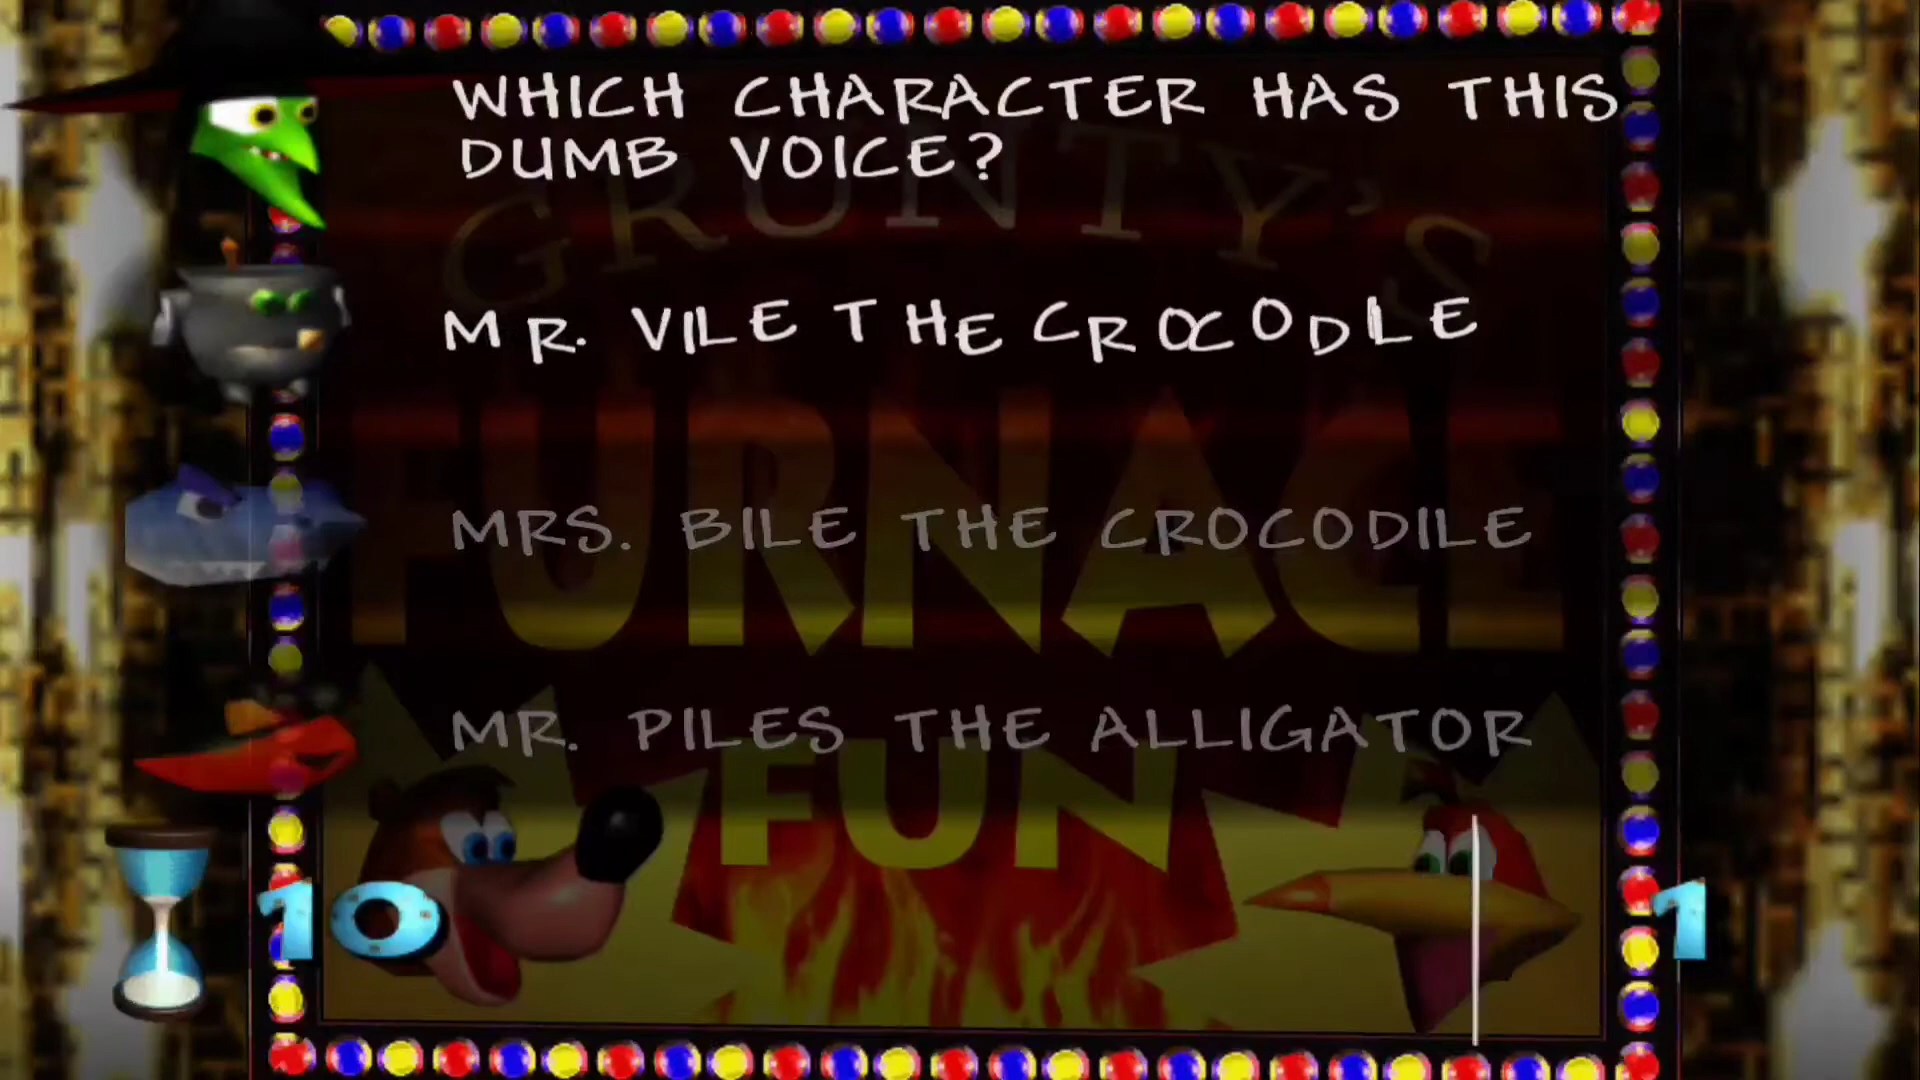 WHICH CHARACTER HAS THIS
DUMB VOICE?
GRUNTY'S
MR. VILE THE CROCODILE
FURNACE
MRS. BILE THE CROCODILE
MR. PILES THE ALLIGATOR
FUN
10
1